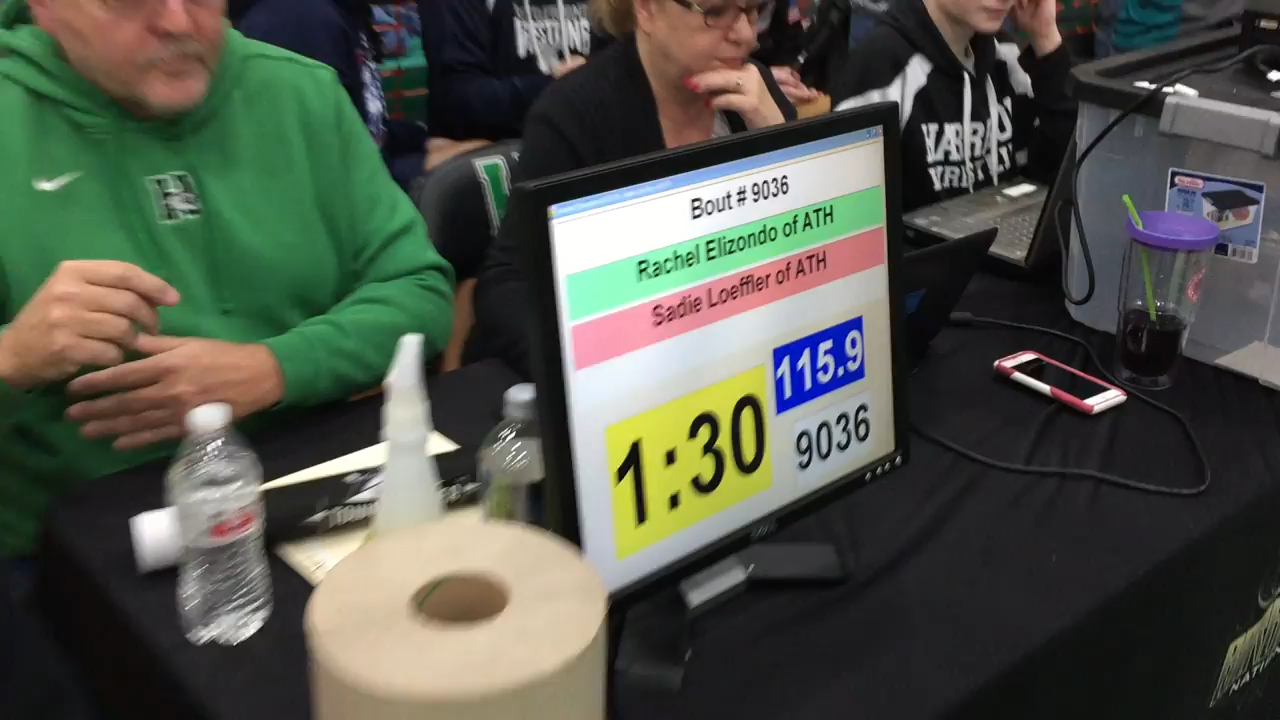 Bout # 9036
Rachel Elizondo of ATH
Sadie Loeffler of ATH
115.9
1:30
9036